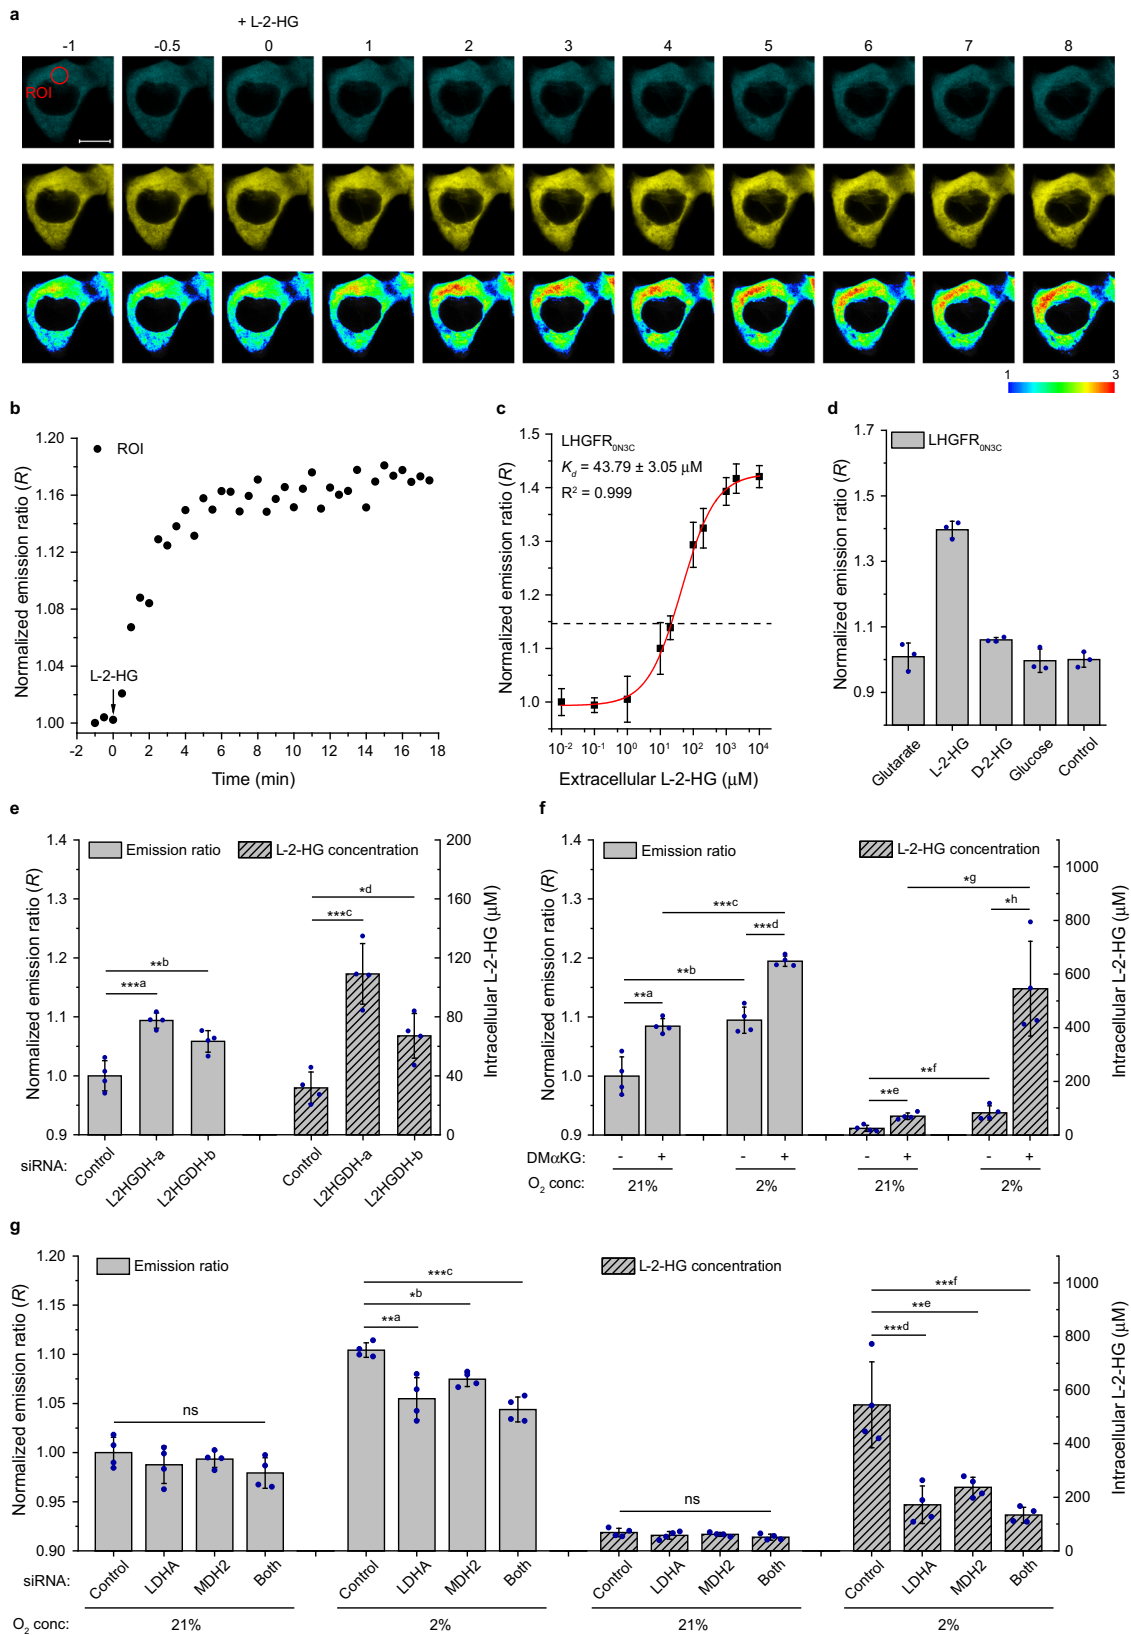 a
+ L-2-HG
-1 -0.5 0 1 2 3 4 5 6 7 8
ROI
1 3
b
Normalized emission ratio (R)
1.20
1.16
1.12
1.08
1.04
1.00
ROI
L-2-HG
-2 0 2 4 6 8 10 12 14 16 18
Time (min)
c
Normalized emission ratio (R)
1.5
1.4
1.3
1.2
1.1
1.0
LHGFR0N3C
Kd = 43.79 ± 3.05 μM
R² = 0.999
10⁻² 10⁻¹ 10⁰ 10¹ 10² 10³ 10⁴
Extracellular L-2-HG (μM)
d
Normalized emission ratio (R)
1.7
1.5
1.3
1.1
0.9
LHGFR0N3C
Glutarate L-2-HG D-2-HG Glucose Control
e
Normalized emission ratio (R)
1.4
1.3
1.2
1.1
1.0
0.9
Emission ratio
L-2-HG concentration
***a
**b
***c
*d
200
160
120
80
40
0
Intracellular L-2-HG (μM)
siRNA: Control L2HGDH-a L2HGDH-b Control L2HGDH-a L2HGDH-b
f
Normalized emission ratio (R)
1.4
1.3
1.2
1.1
1.0
0.9
Emission ratio
L-2-HG concentration
**a
**b
***c
***d
**e
**f
*g
*h
1000
800
600
400
200
0
Intracellular L-2-HG (μM)
DMαKG: - + - + - + - +
O₂ conc: 21% 2% 21% 2%
g
Normalized emission ratio (R)
1.20
1.15
1.10
1.05
1.00
0.95
0.90
Emission ratio
L-2-HG concentration
ns
**a
*b
***c
ns
***d
**e
***f
1000
800
600
400
200
0
Intracellular L-2-HG (μM)
siRNA: Control LDHA MDH2 Both Control LDHA MDH2 Both Control LDHA MDH2 Both Control LDHA MDH2 Both
O₂ conc: 21% 2% 21% 2%